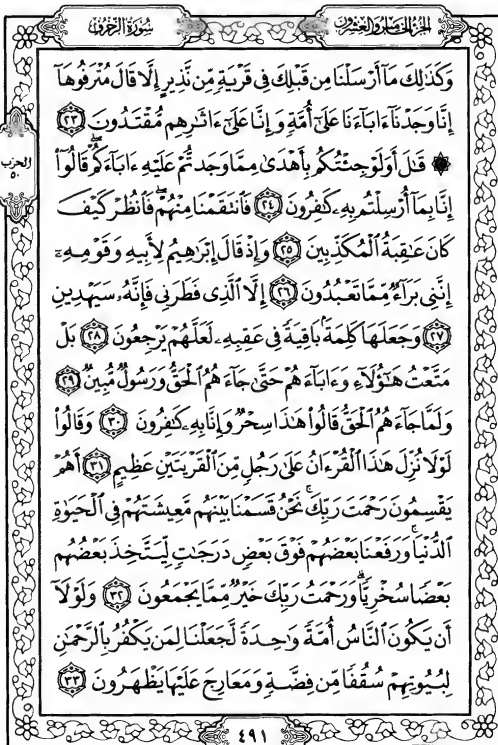 الجزء الخامس والعشرون
سورة الزخرف
وَكَذَٰلِكَ مَآ أَرْسَلْنَا مِن قَبْلِكَ فِى قَرْيَةٍ مِّن نَّذِيرٍ إِلَّا قَالَ مُتْرَفُوهَآ
إِنَّا وَجَدْنَآ ءَابَآءَنَا عَلَىٰٓ أُمَّةٍ وَإِنَّا عَلَىٰٓ ءَاثَٰرِهِم مُّقْتَدُونَ ٢٣
۞ قَٰلَ أَوَلَوْ جِئْتُكُم بِأَهْدَىٰ مِمَّا وَجَدتُّمْ عَلَيْهِ ءَابَآءَكُمْ قَالُوٓا۟
إِنَّا بِمَآ أُرْسِلْتُم بِهِۦ كَٰفِرُونَ ٢٤ فَٱنتَقَمْنَا مِنْهُمْ فَٱنظُرْ كَيْفَ
كَانَ عَٰقِبَةُ ٱلْمُكَذِّبِينَ ٢٥ وَإِذْ قَالَ إِبْرَٰهِيمُ لِأَبِيهِ وَقَوْمِهِۦٓ
إِنَّنِى بَرَآءٌ مِّمَّا تَعْبُدُونَ ٢٦ إِلَّا ٱلَّذِى فَطَرَنِى فَإِنَّهُۥ سَيَهْدِينِ
٢٧ وَجَعَلَهَا كَلِمَةًۢ بَاقِيَةً فِى عَقِبِهِۦ لَعَلَّهُمْ يَرْجِعُونَ ٢٨ بَلْ
مَتَّعْتُ هَٰٓؤُلَآءِ وَءَابَآءَهُمْ حَتَّىٰ جَآءَهُمُ ٱلْحَقُّ وَرَسُولٌ مُّبِينٌ ٢٩
وَلَمَّا جَآءَهُمُ ٱلْحَقُّ قَالُوا۟ هَٰذَا سِحْرٌ وَإِنَّا بِهِۦ كَٰفِرُونَ ٣٠ وَقَالُوا۟
لَوْلَا نُزِّلَ هَٰذَا ٱلْقُرْءَانُ عَلَىٰ رَجُلٍ مِّنَ ٱلْقَرْيَتَيْنِ عَظِيمٍ ٣١ أَهُمْ
يَقْسِمُونَ رَحْمَتَ رَبِّكَ ۚ نَحْنُ قَسَمْنَا بَيْنَهُم مَّعِيشَتَهُمْ فِى ٱلْحَيَوٰةِ
ٱلدُّنْيَا ۚ وَرَفَعْنَا بَعْضَهُمْ فَوْقَ بَعْضٍ دَرَجَٰتٍ لِّيَتَّخِذَ بَعْضُهُم
بَعْضًا سُخْرِيًّا ۗ وَرَحْمَتُ رَبِّكَ خَيْرٌ مِّمَّا يَجْمَعُونَ ٣٢ وَلَوْلَآ
أَن يَكُونَ ٱلنَّاسُ أُمَّةً وَٰحِدَةً لَّجَعَلْنَا لِمَن يَكْفُرُ بِٱلرَّحْمَٰنِ
لِبُيُوتِهِمْ سُقُفًا مِّن فِضَّةٍ وَمَعَارِجَ عَلَيْهَا يَظْهَرُونَ ٣٣
الحزب
٥٠
٤٩١